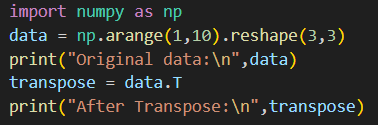 import numpy as np
data = np.arange(1,10).reshape(3,3)
print("Original data:\n",data)
transpose = data.T
print("After Transpose:\n",transpose)